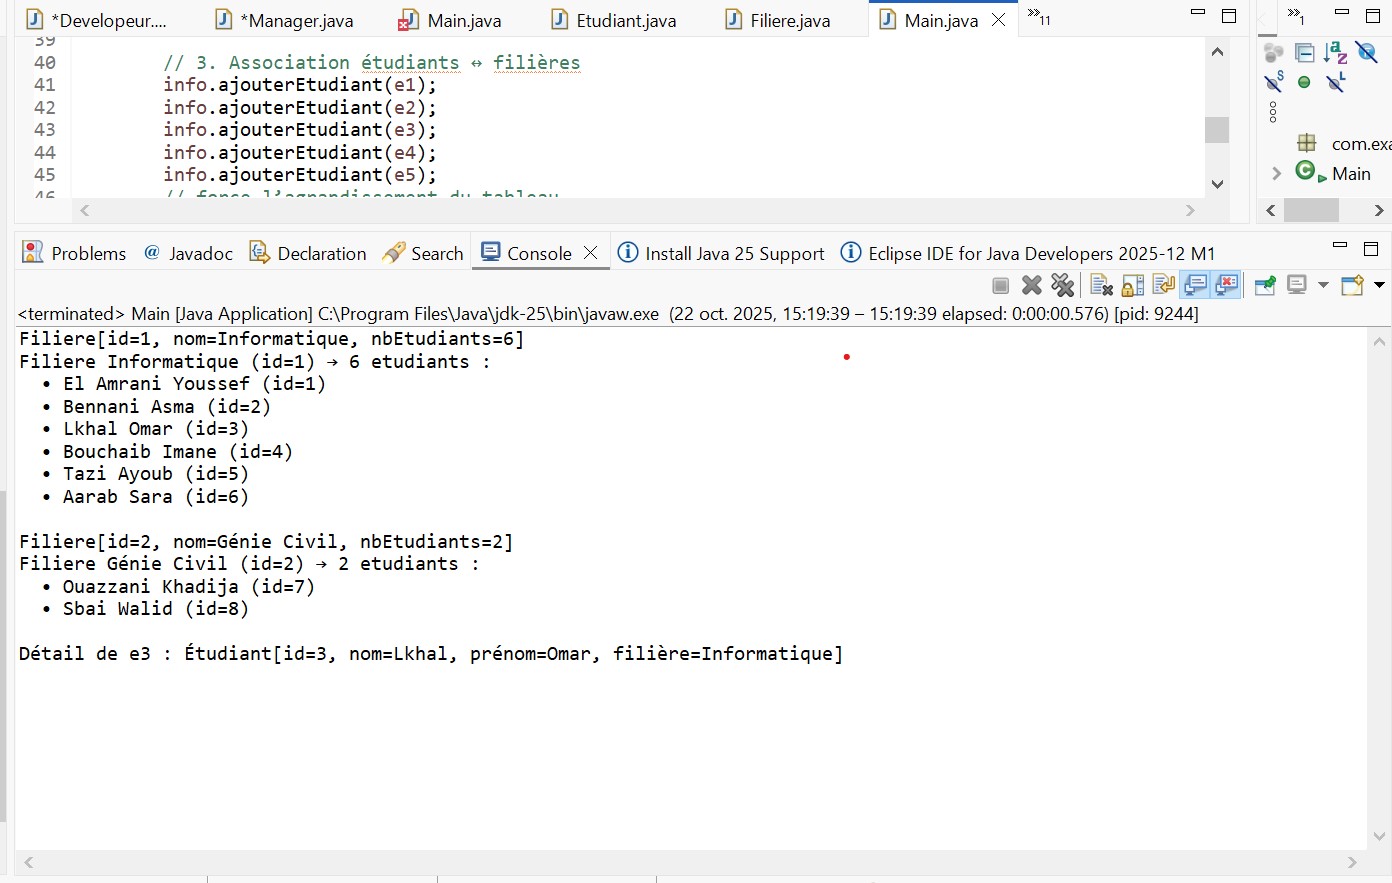 *Developeur.... *Manager.java Main.java Etudiant.java Filiere.java Main.java »11 »1
39
40 // 3. Association étudiants ↔ filières
41 info.ajouterEtudiant(e1);
42 info.ajouterEtudiant(e2);
43 info.ajouterEtudiant(e3);
44 info.ajouterEtudiant(e4);
45 info.ajouterEtudiant(e5);
46 // force l'agrandissement du tableau
com.exa
Main
Problems @ Javadoc Declaration Search Console Install Java 25 Support Eclipse IDE for Java Developers 2025-12 M1
<terminated> Main [Java Application] C:\Program Files\Java\jdk-25\bin\javaw.exe (22 oct. 2025, 15:19:39 – 15:19:39 elapsed: 0:00:00.576) [pid: 9244]
Filiere[id=1, nom=Informatique, nbEtudiants=6]
Filiere Informatique (id=1) → 6 etudiants :
• El Amrani Youssef (id=1)
• Bennani Asma (id=2)
• Lkhal Omar (id=3)
• Bouchaib Imane (id=4)
• Tazi Ayoub (id=5)
• Aarab Sara (id=6)
Filiere[id=2, nom=Génie Civil, nbEtudiants=2]
Filiere Génie Civil (id=2) → 2 etudiants :
• Ouazzani Khadija (id=7)
• Sbai Walid (id=8)
Détail de e3 : Étudiant[id=3, nom=Lkhal, prénom=Omar, filière=Informatique]